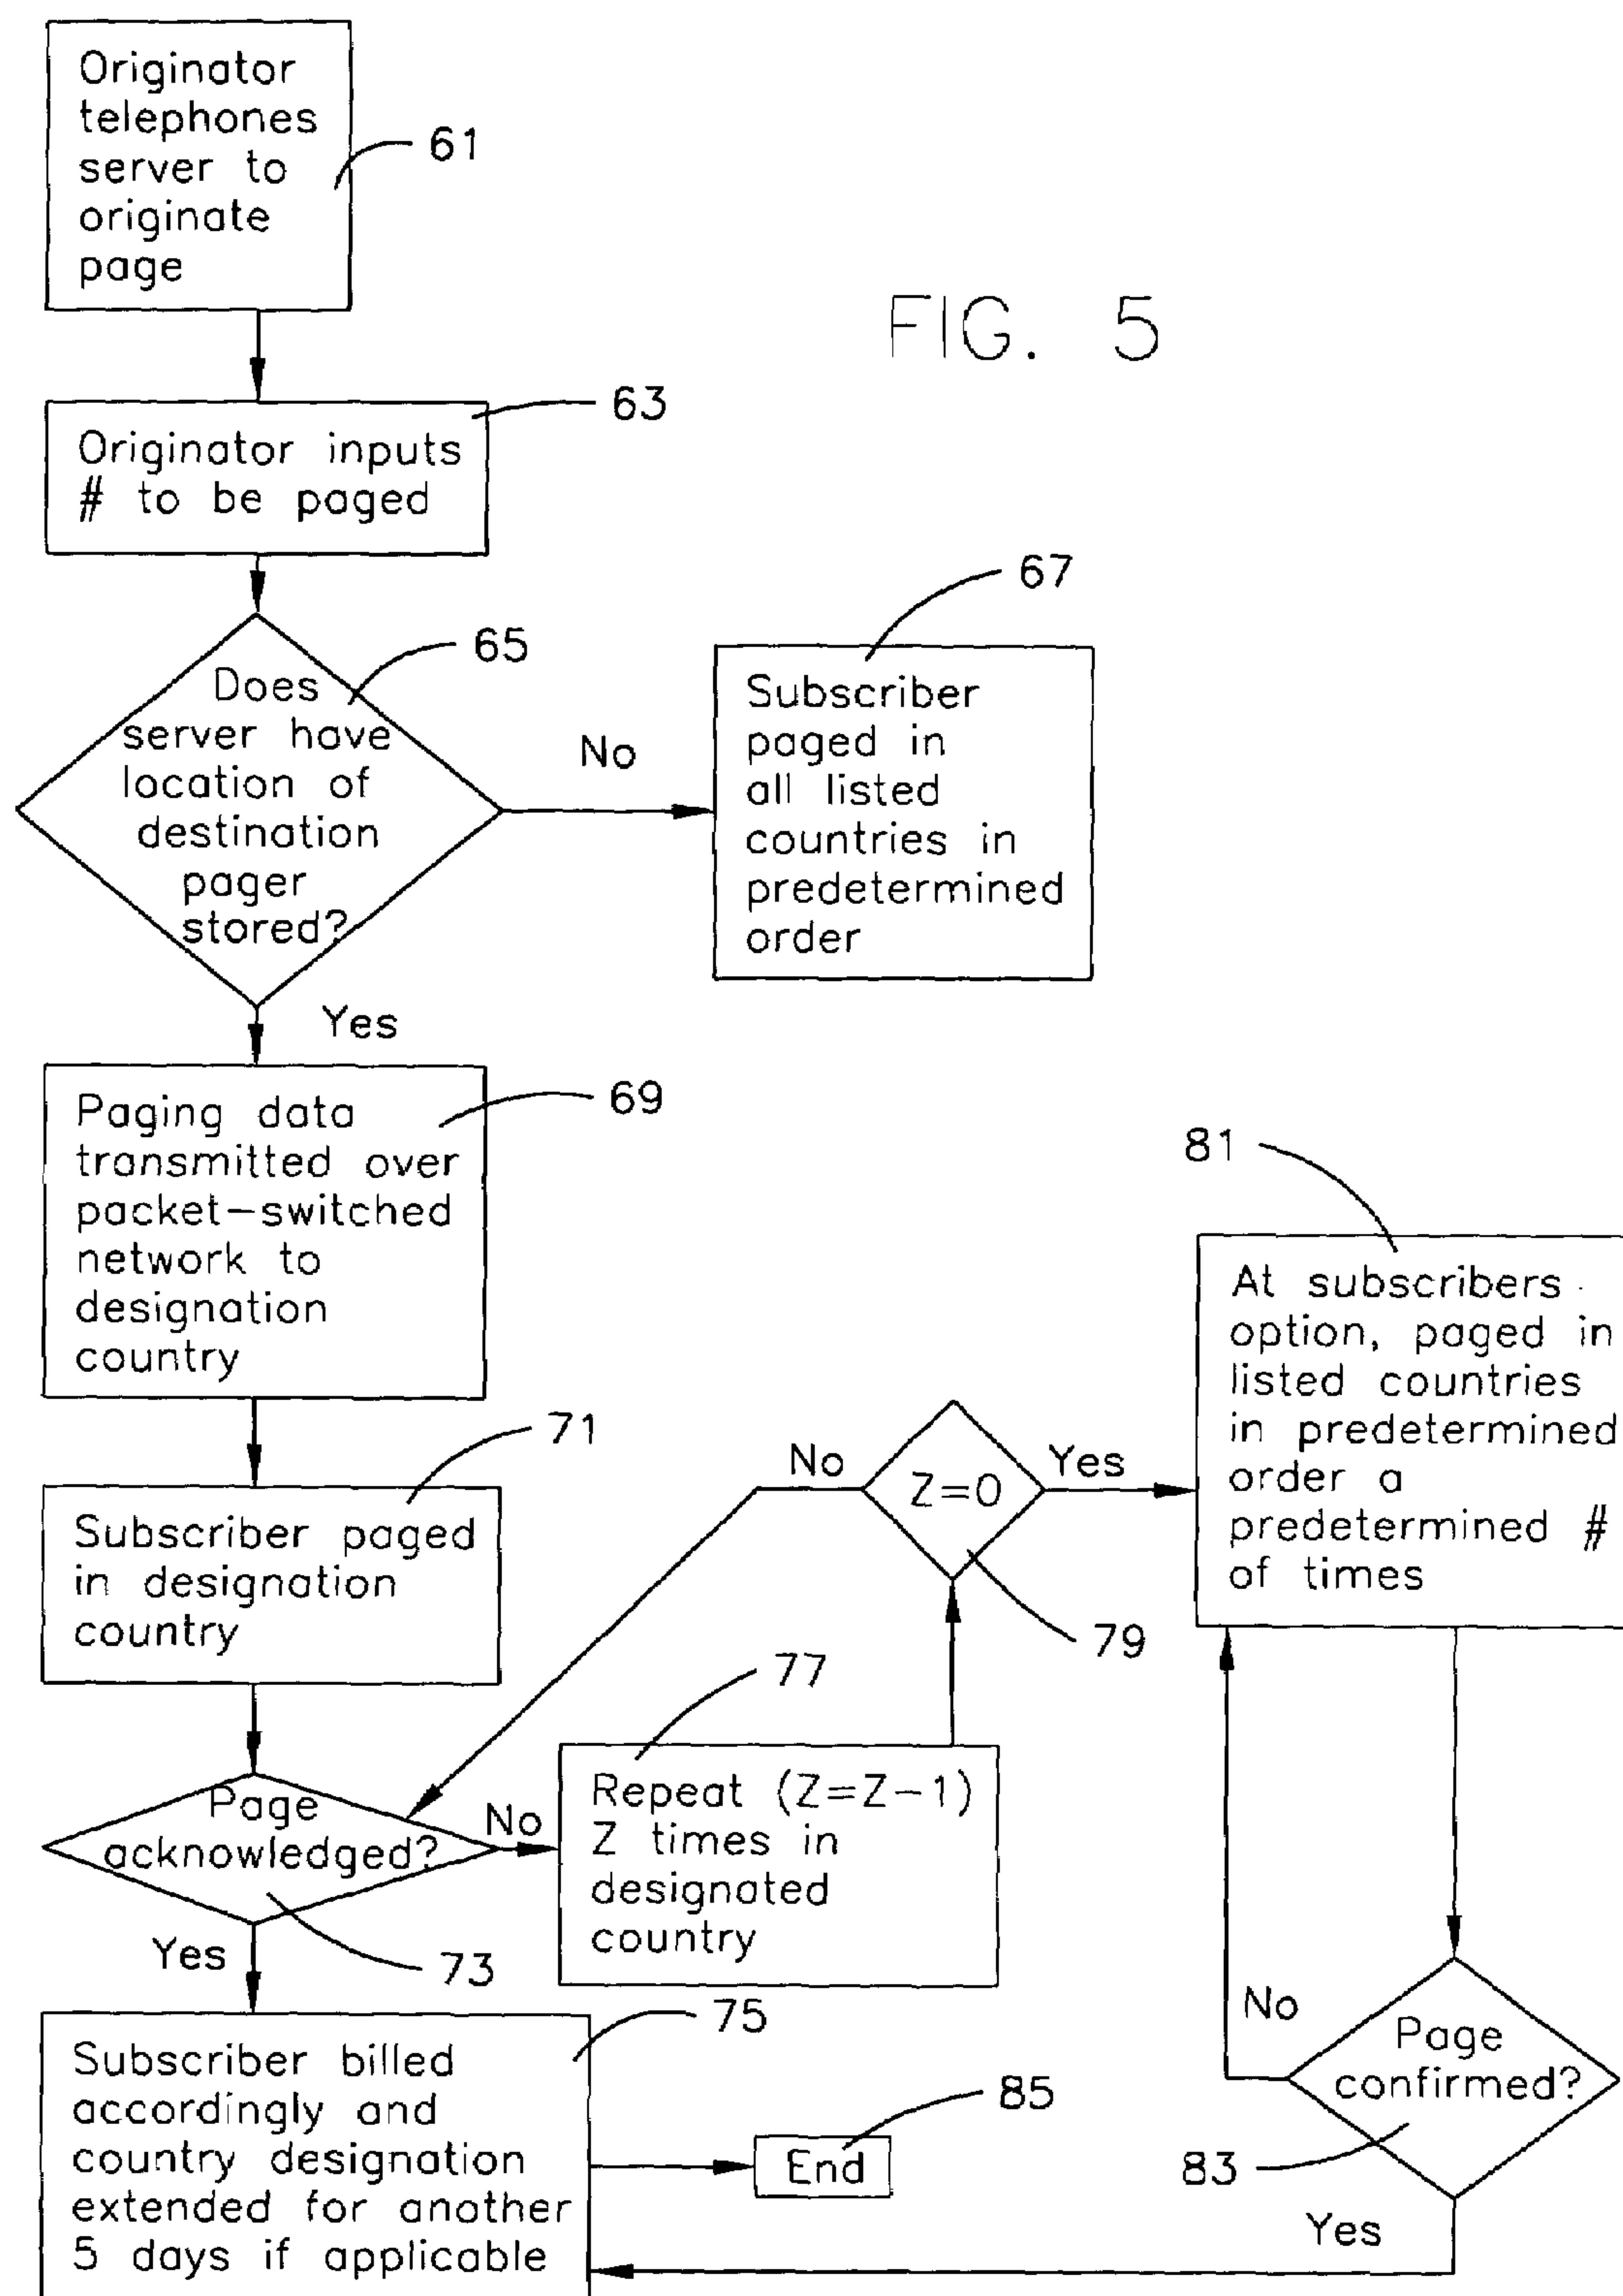 Originator
telephones
server to
originate
page
61
FIG. 5
63
Originator inputs
# to be paged
67
65
Does
server have
location of
destination
pager
stored?
No
Subscriber
paged in
all listed
countries in
predetermined
order
Yes
69
Paging data
transmitted over
packet-switched
network to
designation
country
81
At subscribers
option, paged in
listed countries
in predetermined
order a
predetermined #
of times
71
No
Z=0
Yes
Subscriber paged
in designation
country
79
77
Page
acknowledged?
No
Repeat (Z=Z-1)
Z times in
designated
country
Yes
73
75
No
Page
confirmed?
Subscriber billed
accordingly and
country designation
extended for another
5 days if applicable
85
End
83
Yes